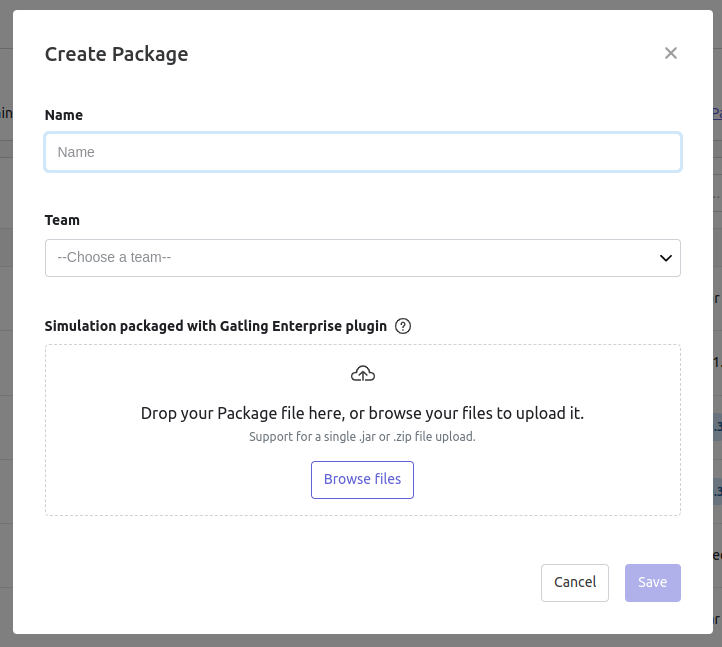 Create Package
Name
Name
Team
--Choose a team--
Simulation packaged with Gatling Enterprise plugin ?
Drop your Package file here, or browse your files to upload it.
Support for a single .jar or .zip file upload.
Browse files
Cancel
Save